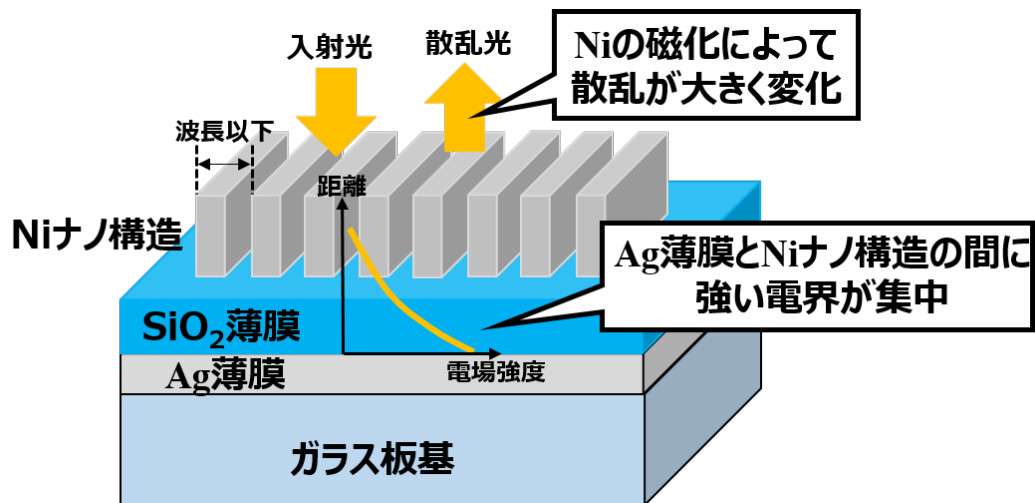 入射光
散乱光
Niの磁化によって
散乱が大きく変化
波長以下
距離
Niナノ構造
Ag薄膜とNiナノ構造の間に
強い電界が集中
SiO₂薄膜
電場強度
Ag薄膜
ガラス板基